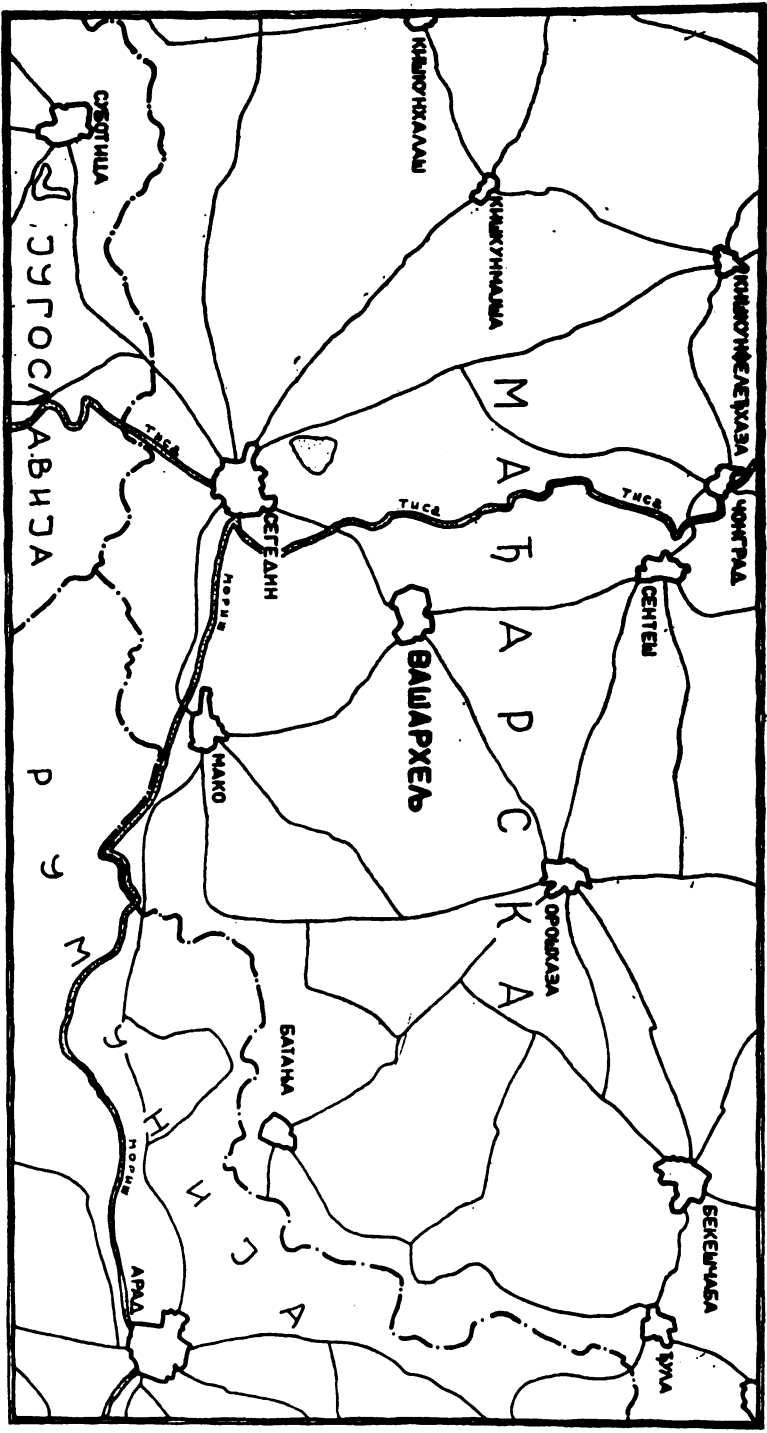 КИШКУНХАЛАШ
КИШКУНМАЈША
КИШКУНФЕЛЕЂХАЗА
ЧОНГРАД
СЕНТЕШ
МАЂАРСКА
ТИСА
ТИСА
ВАШАРХЕЉ
ОРОШХАЗА
БЕКЕШЧАБА
ЂУЛА
СУБОТИЦА
СЕГЕДИН
ТИСА
МОРИШ
МАКО
БАТАЊА
ЈУГОСЛАВИЈА
РУМУНИЈА
МОРИШ
АРАД